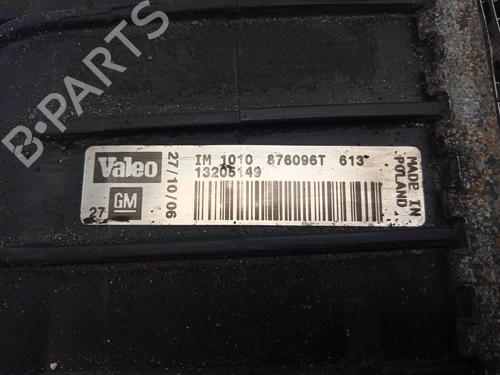 B-PARTS
Valeo
GM
27
27/10/06
IM 1010 876096T 613
13205149
MADE IN
POLAND